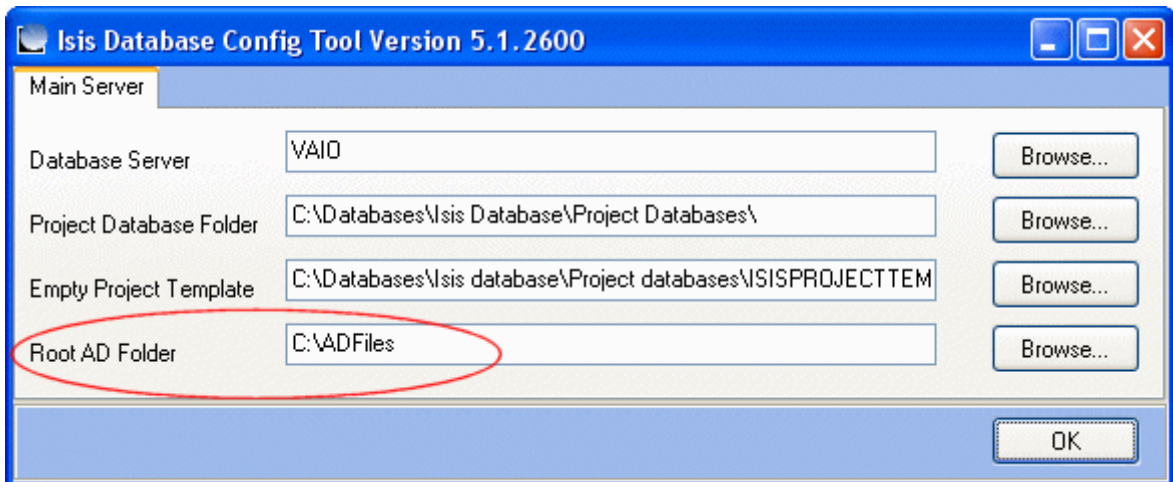 Isis Database Config Tool Version 5.1.2600
Main Server
Database Server VAIO Browse...
Project Database Folder C:\Databases\Isis Database\Project Databases\ Browse...
Empty Project Template C:\Databases\Isis database\Project databases\ISISPROJECTTEM Browse...
Root AD Folder C:\ADFiles Browse...
OK